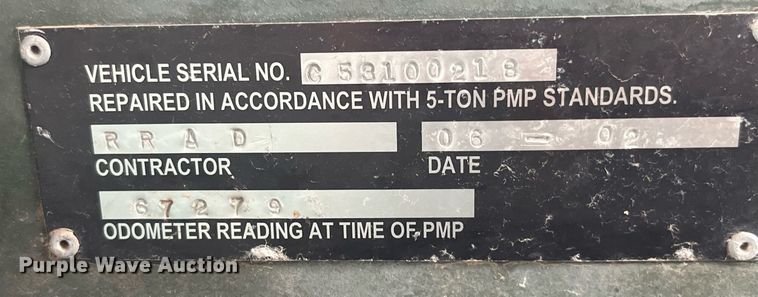 VEHICLE SERIAL NO. C 53100218
REPAIRED IN ACCORDANCE WITH 5-TON PMP STANDARDS.
RRAD 06 - 02
CONTRACTOR DATE
67279
ODOMETER READING AT TIME OF PMP
Purple Wave Auction